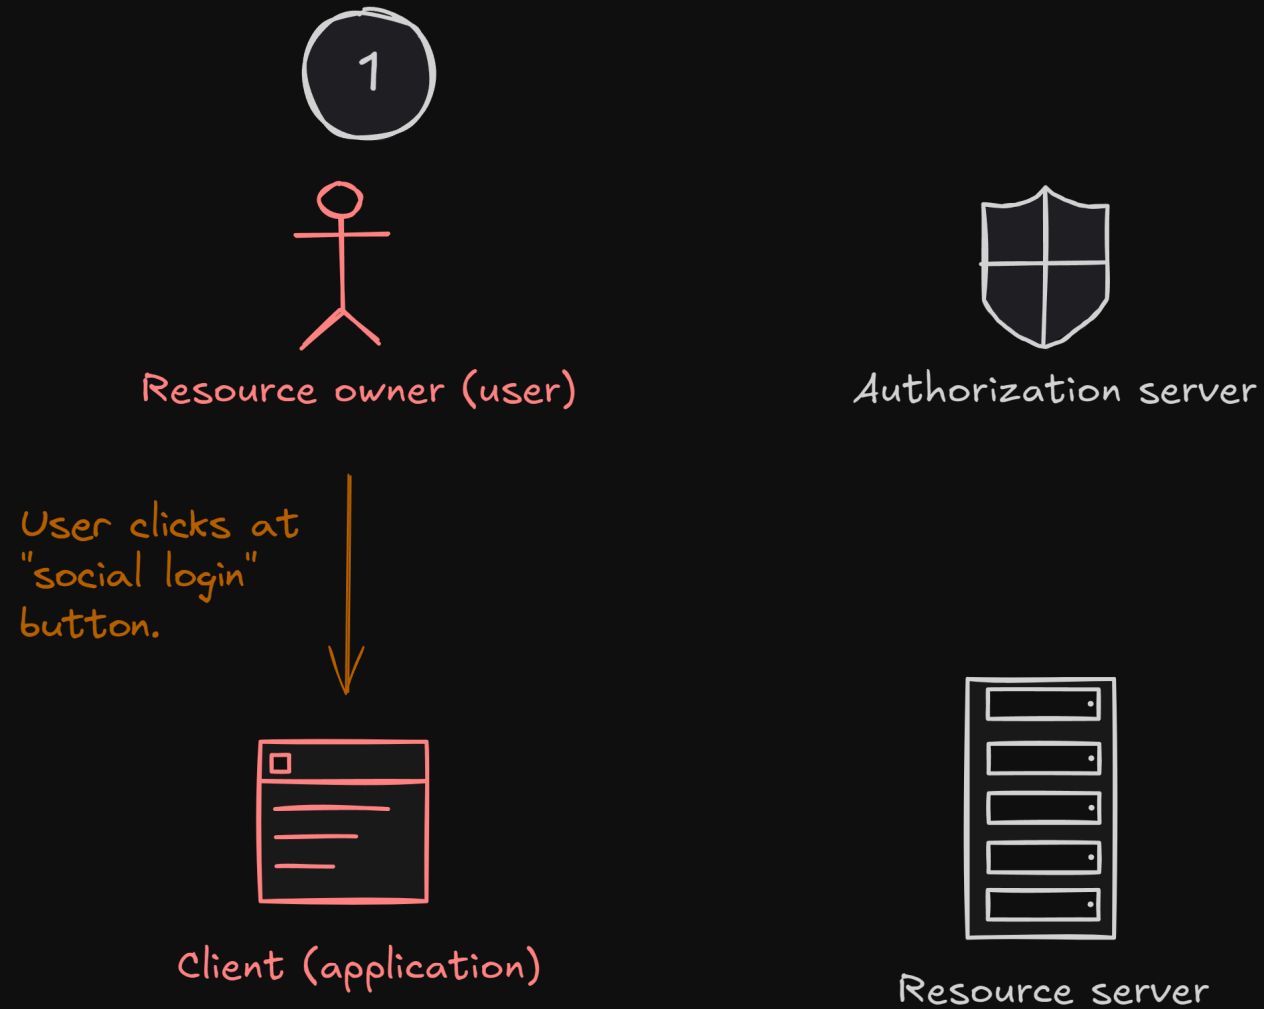 1
Resource owner (user)
Authorization server
User clicks at
"social login"
button.
Client (application)
Resource server